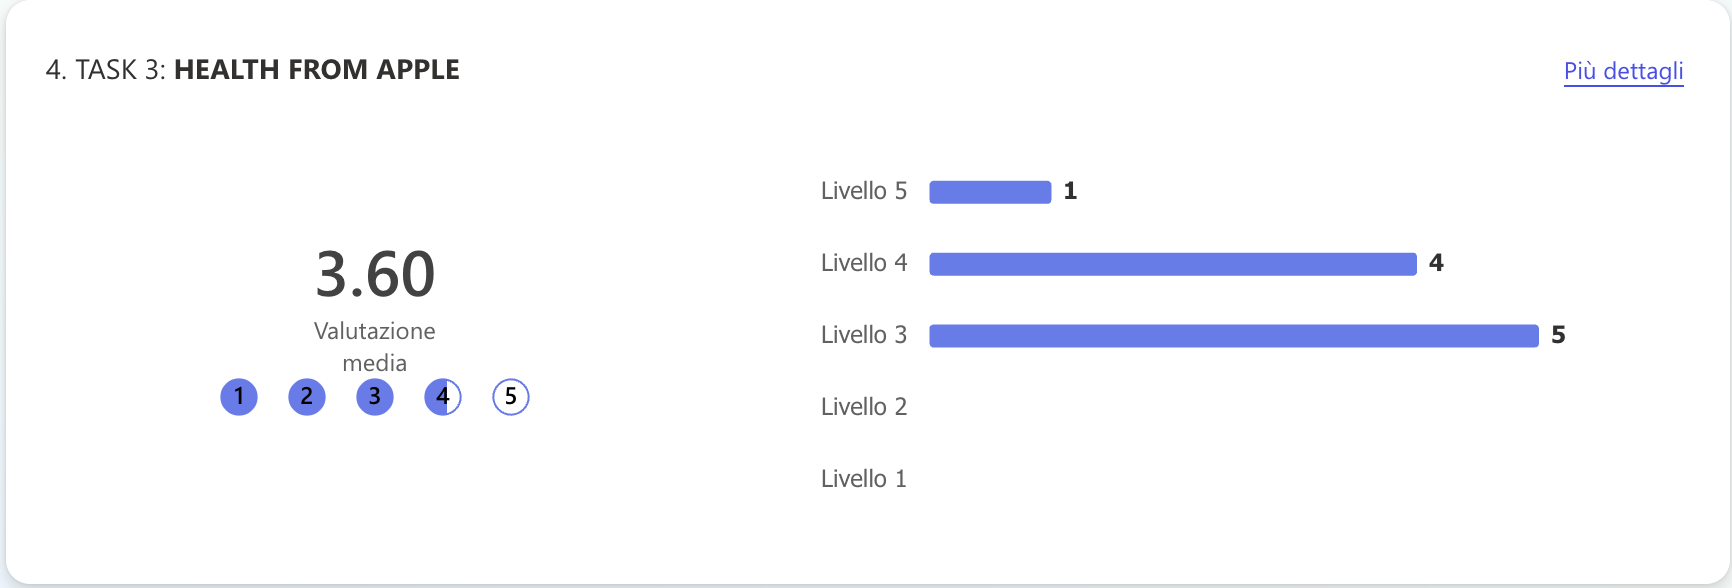 4. TASK 3: HEALTH FROM APPLE
Più dettagli
3.60
Valutazione
media
1 2 3 4 5
Livello 5 1
Livello 4 4
Livello 3 5
Livello 2
Livello 1